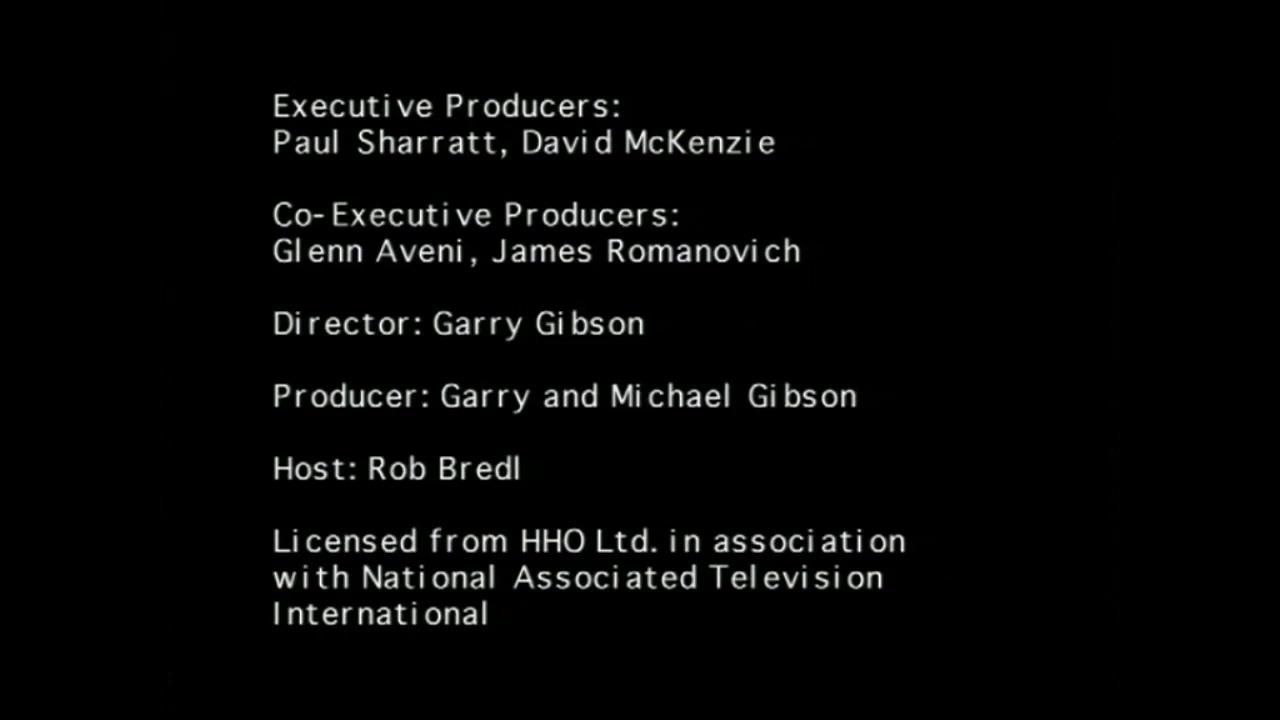 Executive Producers:
Paul Sharratt, David McKenzie
Co-Executive Producers:
Glenn Aveni, James Romanovich
Director: Garry Gibson
Producer: Garry and Michael Gibson
Host: Rob Bredl
Licensed from HHO Ltd. in association
with National Associated Television
International